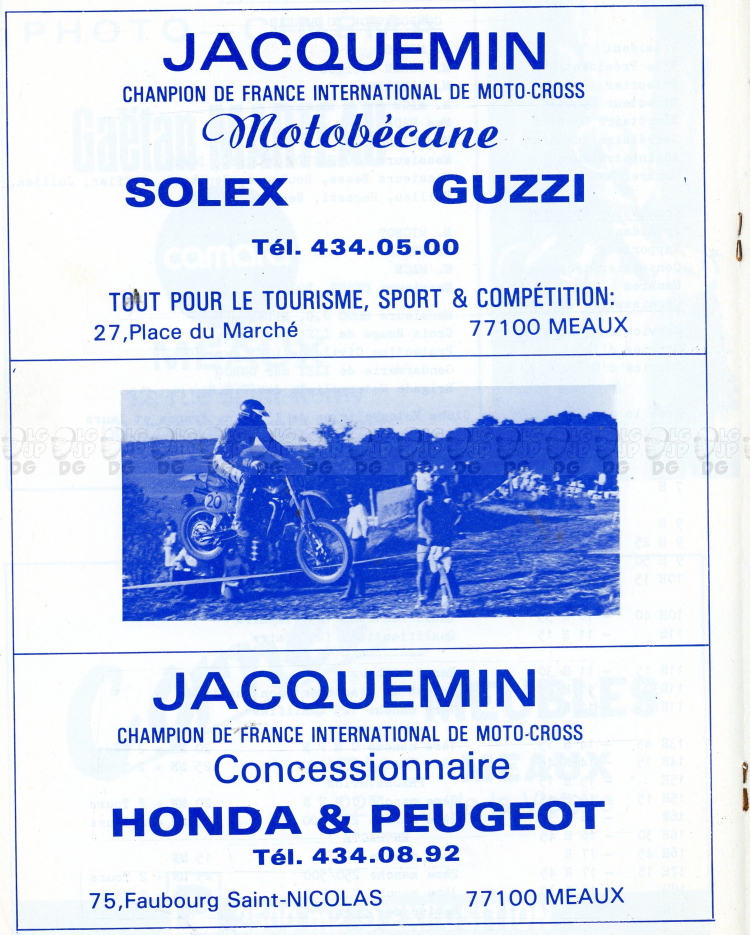 JACQUEMIN
CHANPION DE FRANCE INTERNATIONAL DE MOTO-CROSS
Motobécane
SOLEX GUZZI
Tél. 434.05.00
TOUT POUR LE TOURISME, SPORT & COMPÉTITION:
27,Place du Marché 77100 MEAUX
20
JACQUEMIN
CHAMPION DE FRANCE INTERNATIONAL DE MOTO-CROSS
Concessionnaire
HONDA & PEUGEOT
Tél. 434.08.92
75,Faubourg Saint-NICOLAS 77100 MEAUX